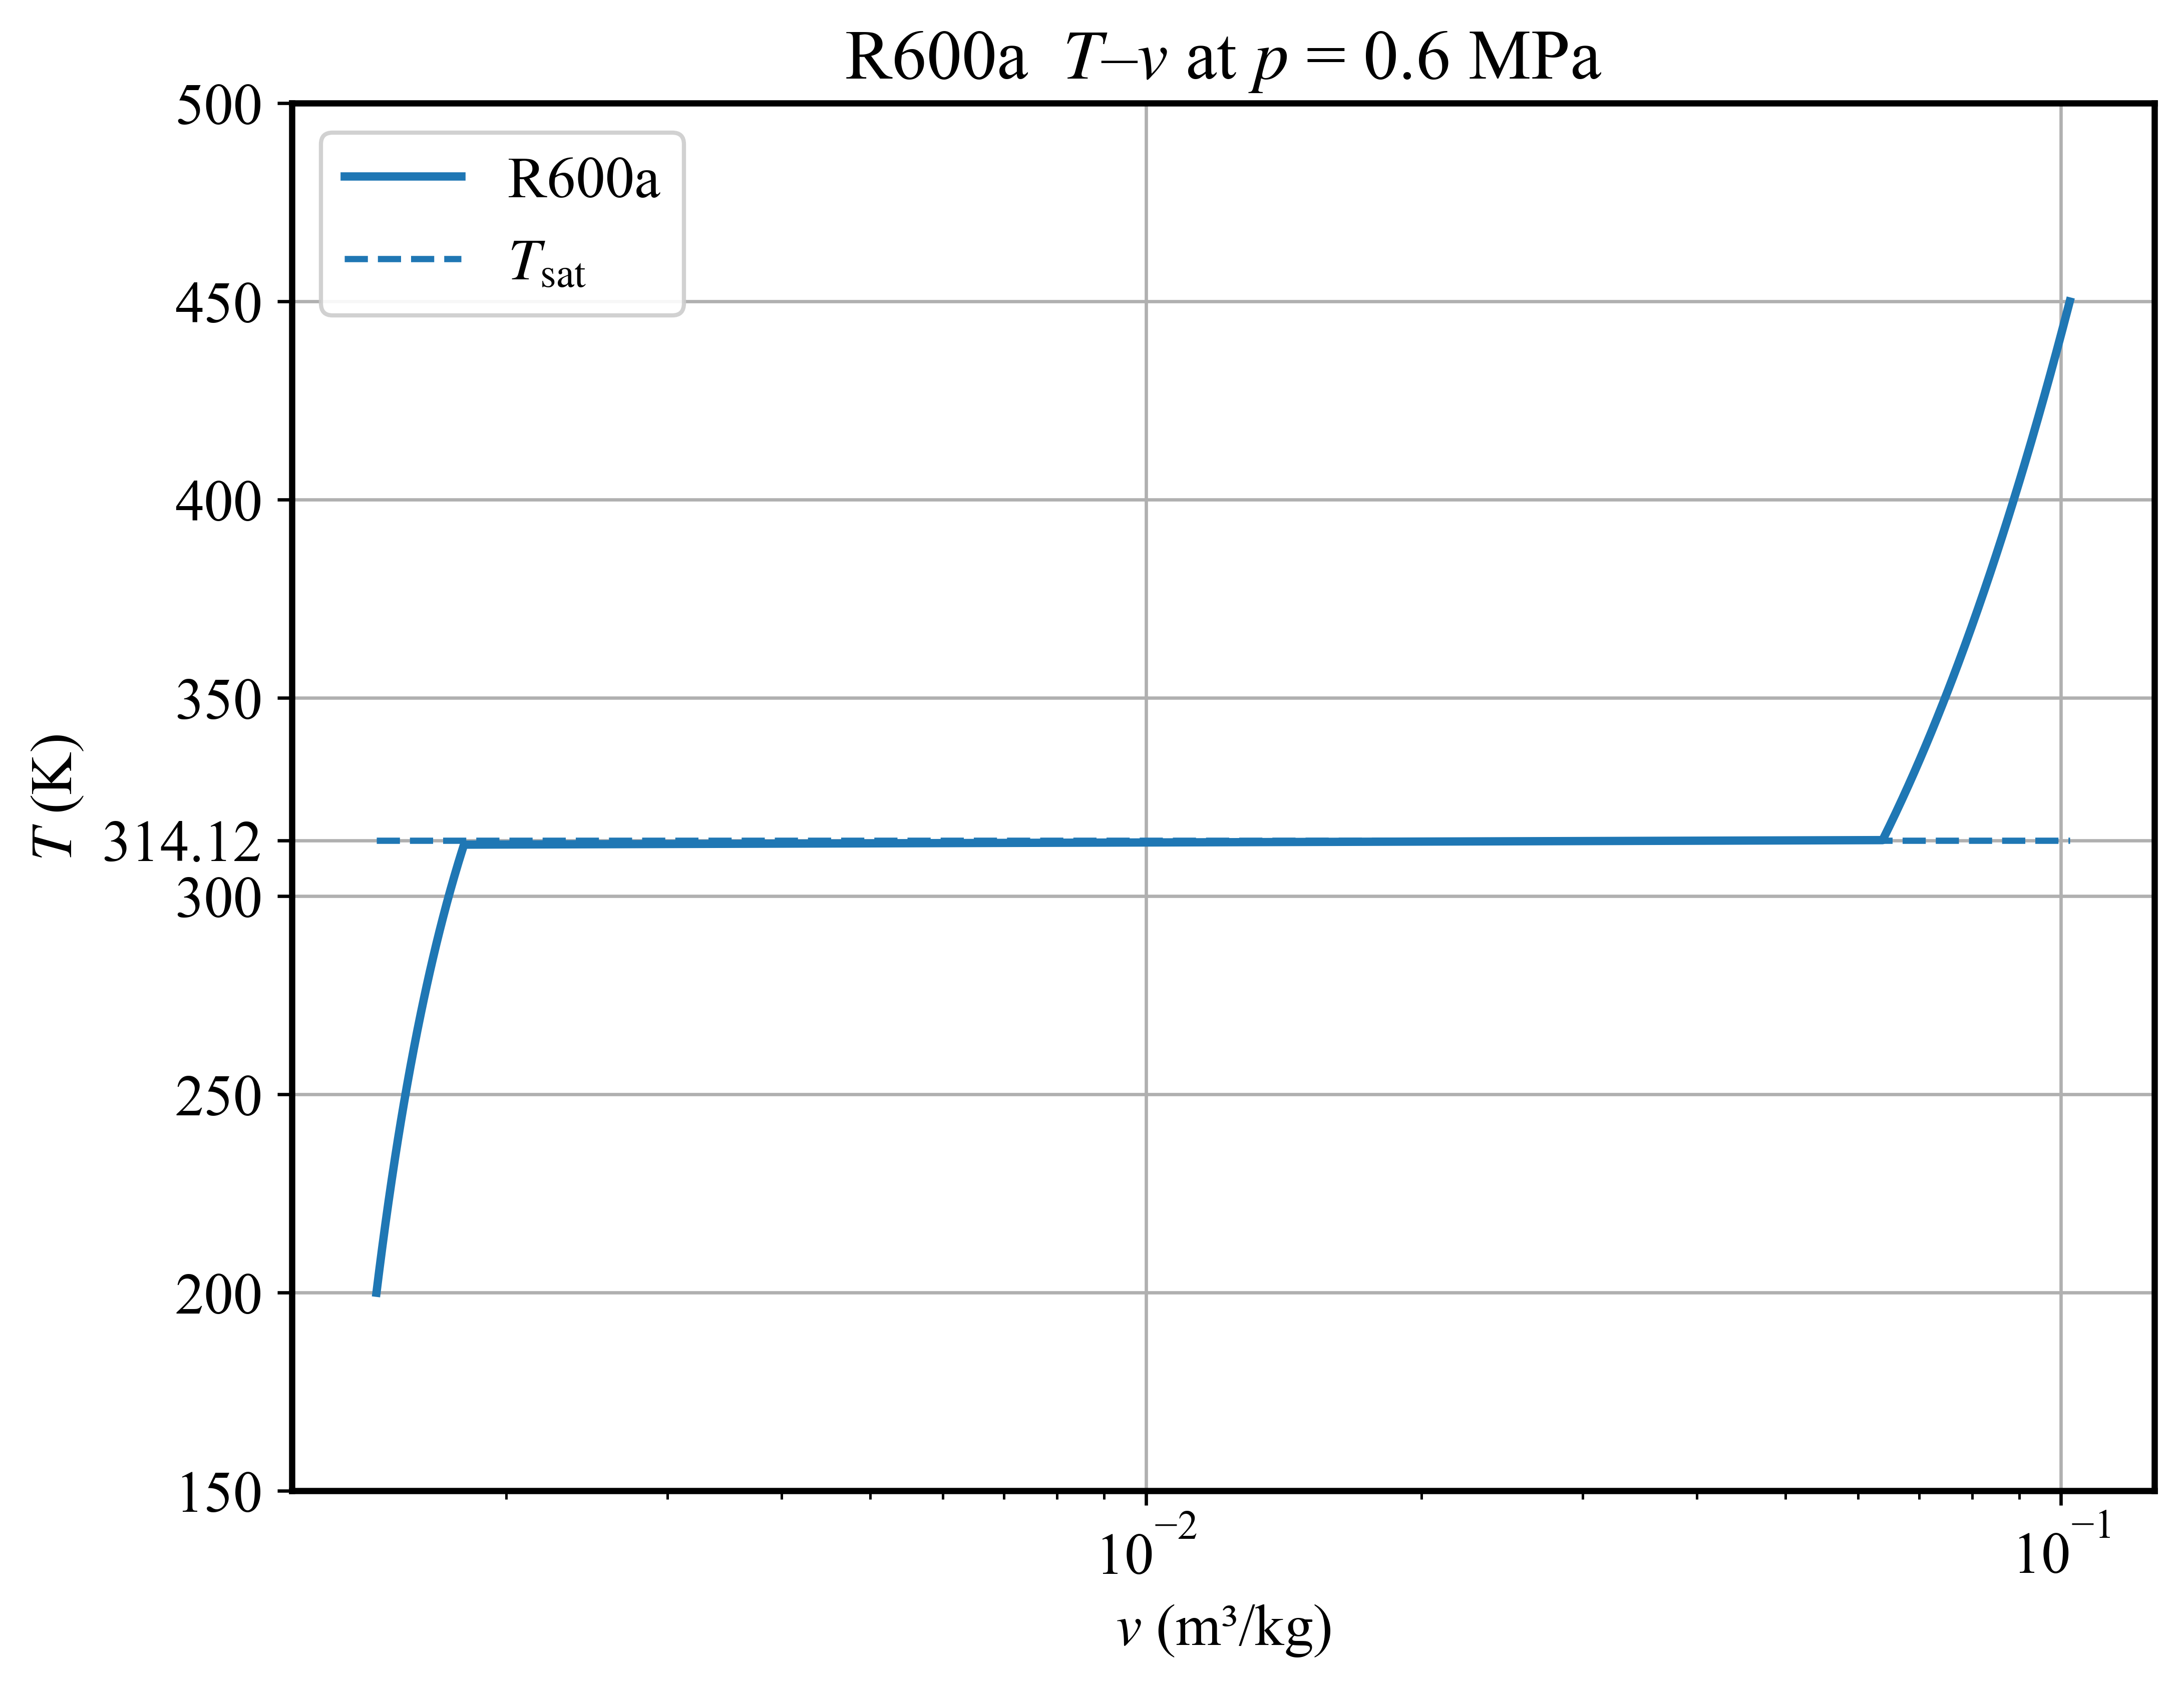 R600a T–v at p = 0.6 MPa
R600a
T_sat
T (K)
500
450
400
350
314.12
300
250
200
150
10⁻²
10⁻¹
v (m³/kg)